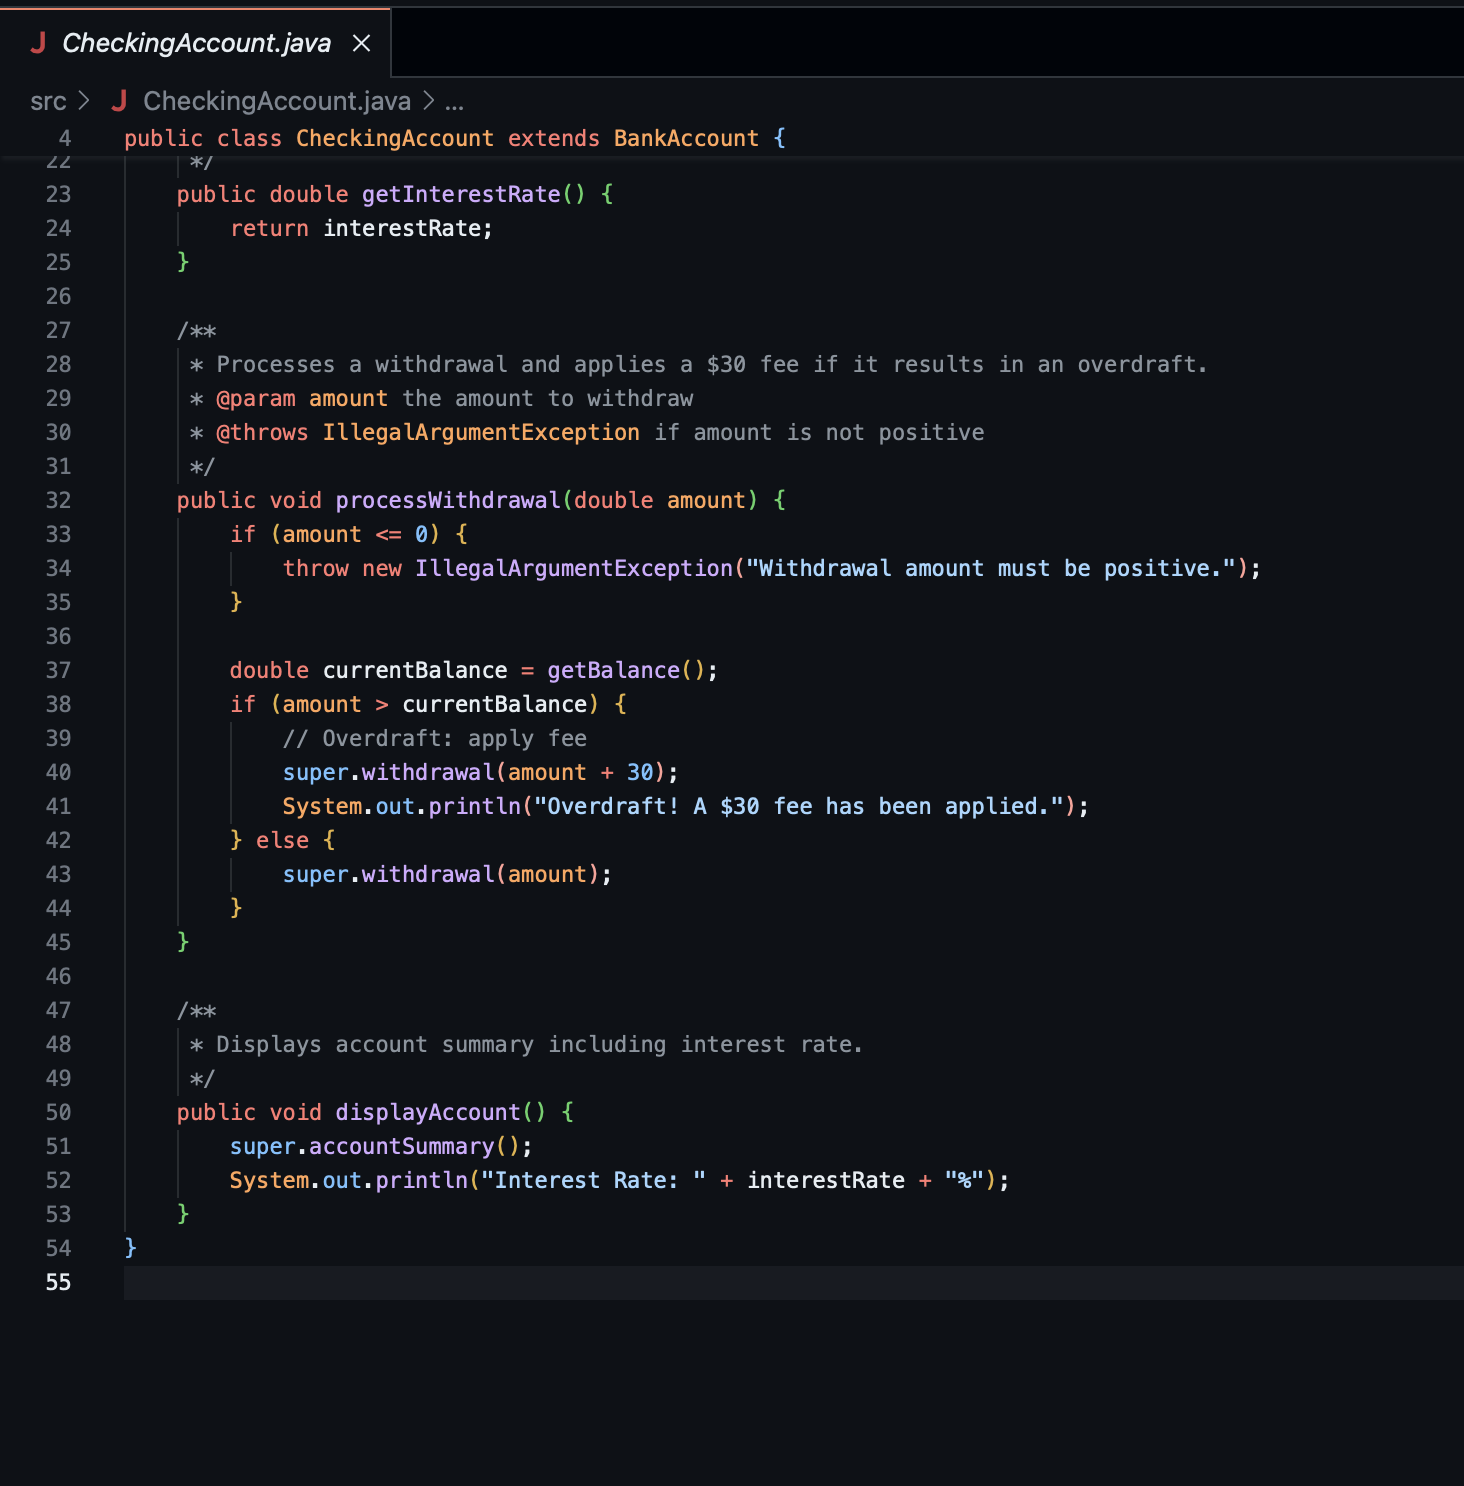 J CheckingAccount.java ×
src > J CheckingAccount.java > ...
4 public class CheckingAccount extends BankAccount {
22 */
23 public double getInterestRate() {
24 return interestRate;
25 }
26
27 /**
28 * Processes a withdrawal and applies a $30 fee if it results in an overdraft.
29 * @param amount the amount to withdraw
30 * @throws IllegalArgumentException if amount is not positive
31 */
32 public void processWithdrawal(double amount) {
33 if (amount <= 0) {
34 throw new IllegalArgumentException("Withdrawal amount must be positive.");
35 }
36
37 double currentBalance = getBalance();
38 if (amount > currentBalance) {
39 // Overdraft: apply fee
40 super.withdrawal(amount + 30);
41 System.out.println("Overdraft! A $30 fee has been applied.");
42 } else {
43 super.withdrawal(amount);
44 }
45 }
46
47 /**
48 * Displays account summary including interest rate.
49 */
50 public void displayAccount() {
51 super.accountSummary();
52 System.out.println("Interest Rate: " + interestRate + "%");
53 }
54 }
55